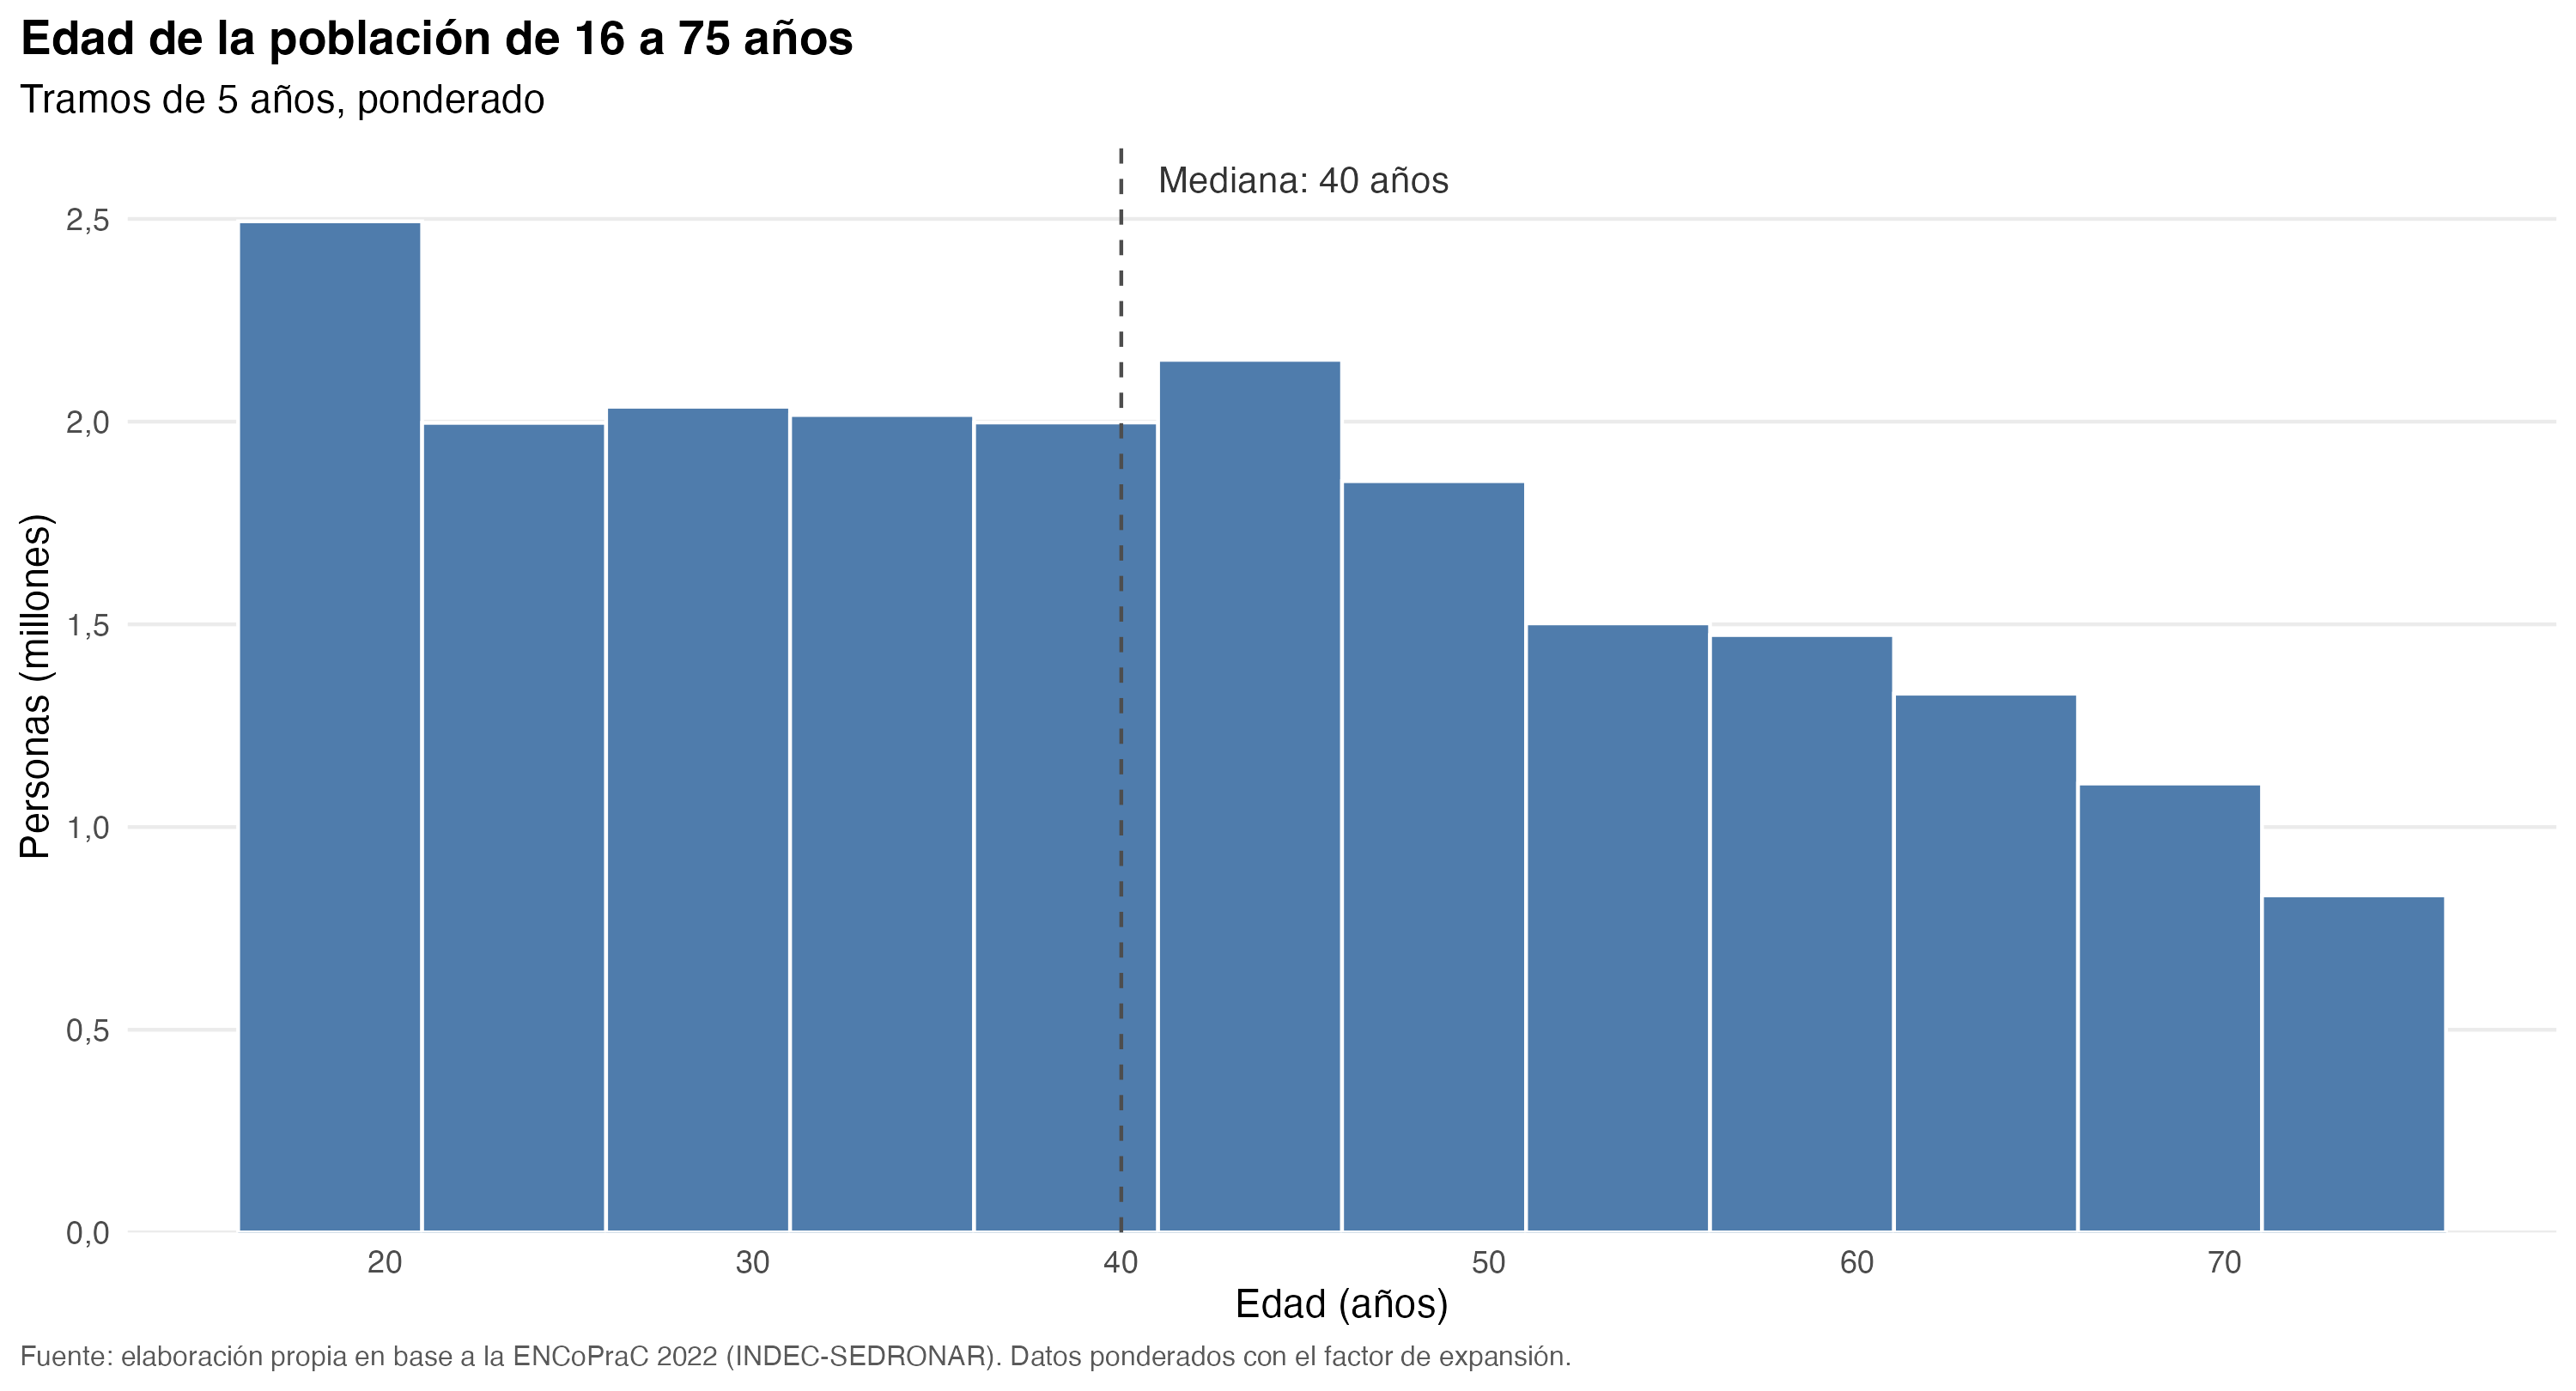 Edad de la población de 16 a 75 años
Tramos de 5 años, ponderado
Mediana: 40 años
Personas (millones)
2,5
2,0
1,5
1,0
0,5
0,0
20 30 40 50 60 70
Edad (años)
Fuente: elaboración propia en base a la ENCoPraC 2022 (INDEC-SEDRONAR). Datos ponderados con el factor de expansión.